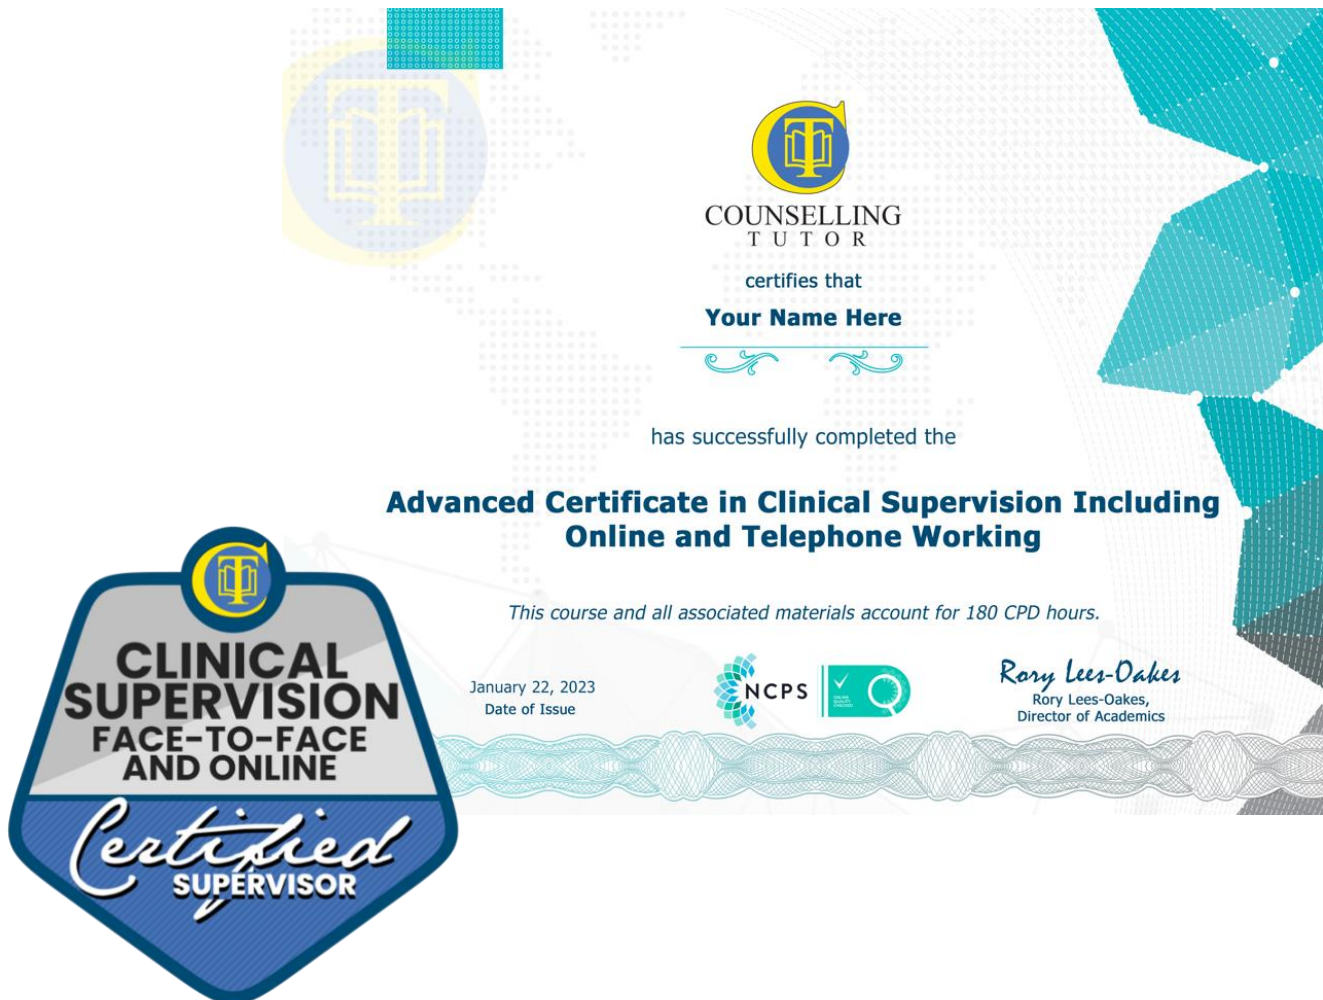 COUNSELLING
TUTOR
certifies that
Your Name Here
has successfully completed the
Advanced Certificate in Clinical Supervision Including
Online and Telephone Working
This course and all associated materials account for 180 CPD hours.
January 22, 2023
Date of Issue
NCPS
ONLINE
QUALITY
CHECKED
Rory Lees-Oakes
Rory Lees-Oakes,
Director of Academics
CLINICAL
SUPERVISION
FACE-TO-FACE
AND ONLINE
Certified
SUPERVISOR